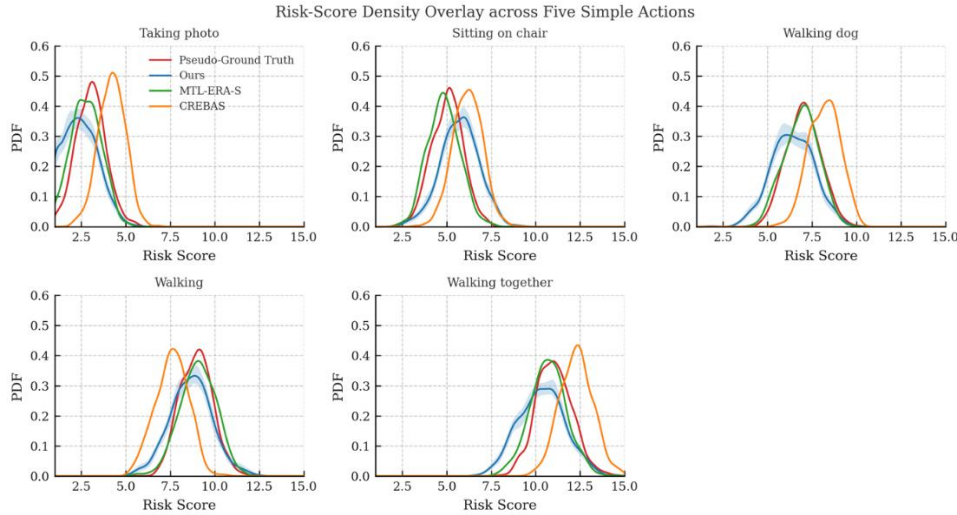 Risk-Score Density Overlay across Five Simple Actions
Taking photo
0.6
0.5
0.4
0.3
0.2
0.1
0.0
PDF
2.5 5.0 7.5 10.0 12.5 15.0
Risk Score
Pseudo-Ground Truth
Ours
MTL-ERA-S
CREBAS
Sitting on chair
0.6
0.5
0.4
0.3
0.2
0.1
0.0
PDF
2.5 5.0 7.5 10.0 12.5 15.0
Risk Score
Walking dog
0.6
0.5
0.4
0.3
0.2
0.1
0.0
PDF
2.5 5.0 7.5 10.0 12.5 15.0
Risk Score
Walking
0.6
0.5
0.4
0.3
0.2
0.1
0.0
PDF
2.5 5.0 7.5 10.0 12.5 15.0
Risk Score
Walking together
0.6
0.5
0.4
0.3
0.2
0.1
0.0
PDF
2.5 5.0 7.5 10.0 12.5 15.0
Risk Score